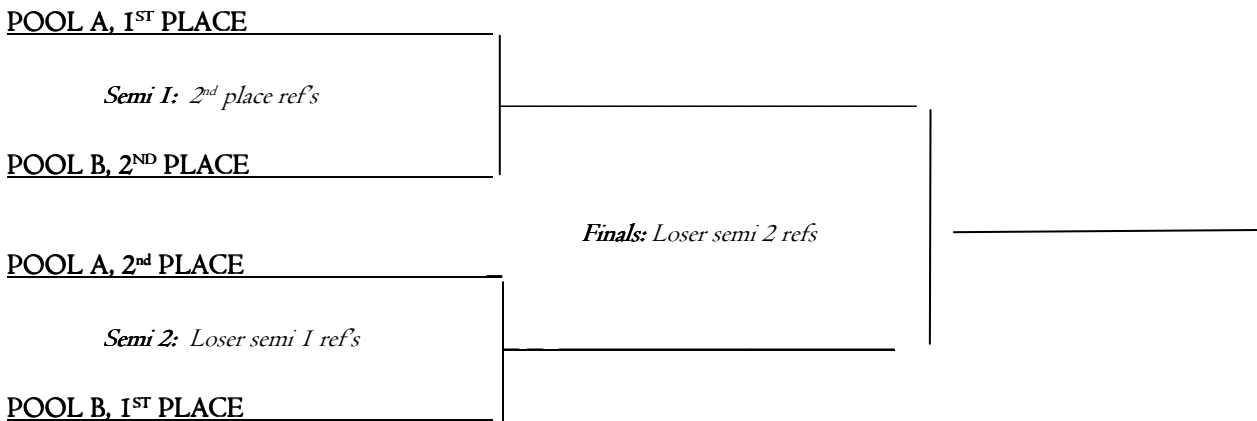 POOL A, 1ST PLACE
Semi 1: 2nd place ref's
POOL B, 2ND PLACE
Finals: Loser semi 2 refs
POOL A, 2nd PLACE
Semi 2: Loser semi 1 ref's
POOL B, 1ST PLACE